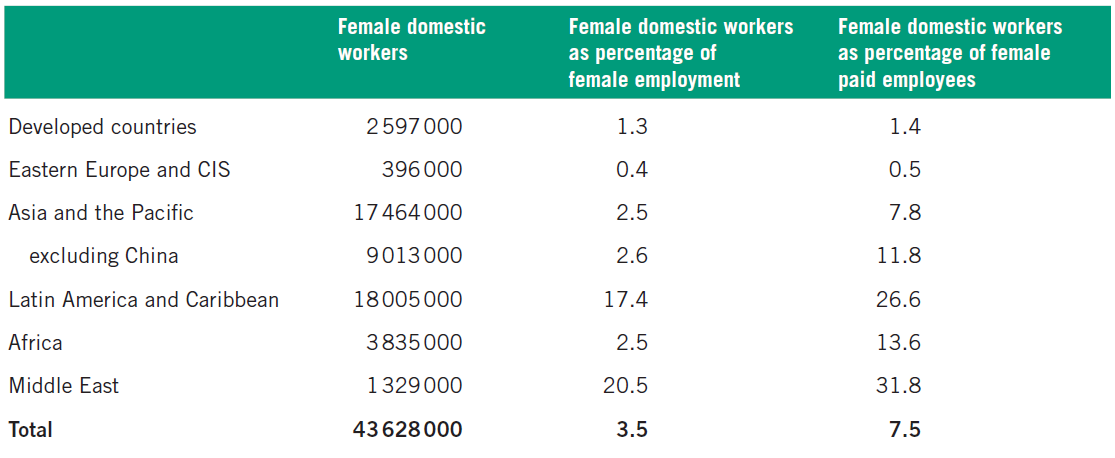 Female domestic workers Female domestic workers as percentage of female employment Female domestic workers as percentage of female paid employees
Developed countries 2 597 000 1.3 1.4
Eastern Europe and CIS 396 000 0.4 0.5
Asia and the Pacific 17 464 000 2.5 7.8
excluding China 9 013 000 2.6 11.8
Latin America and Caribbean 18 005 000 17.4 26.6
Africa 3 835 000 2.5 13.6
Middle East 1 329 000 20.5 31.8
Total 43 628 000 3.5 7.5